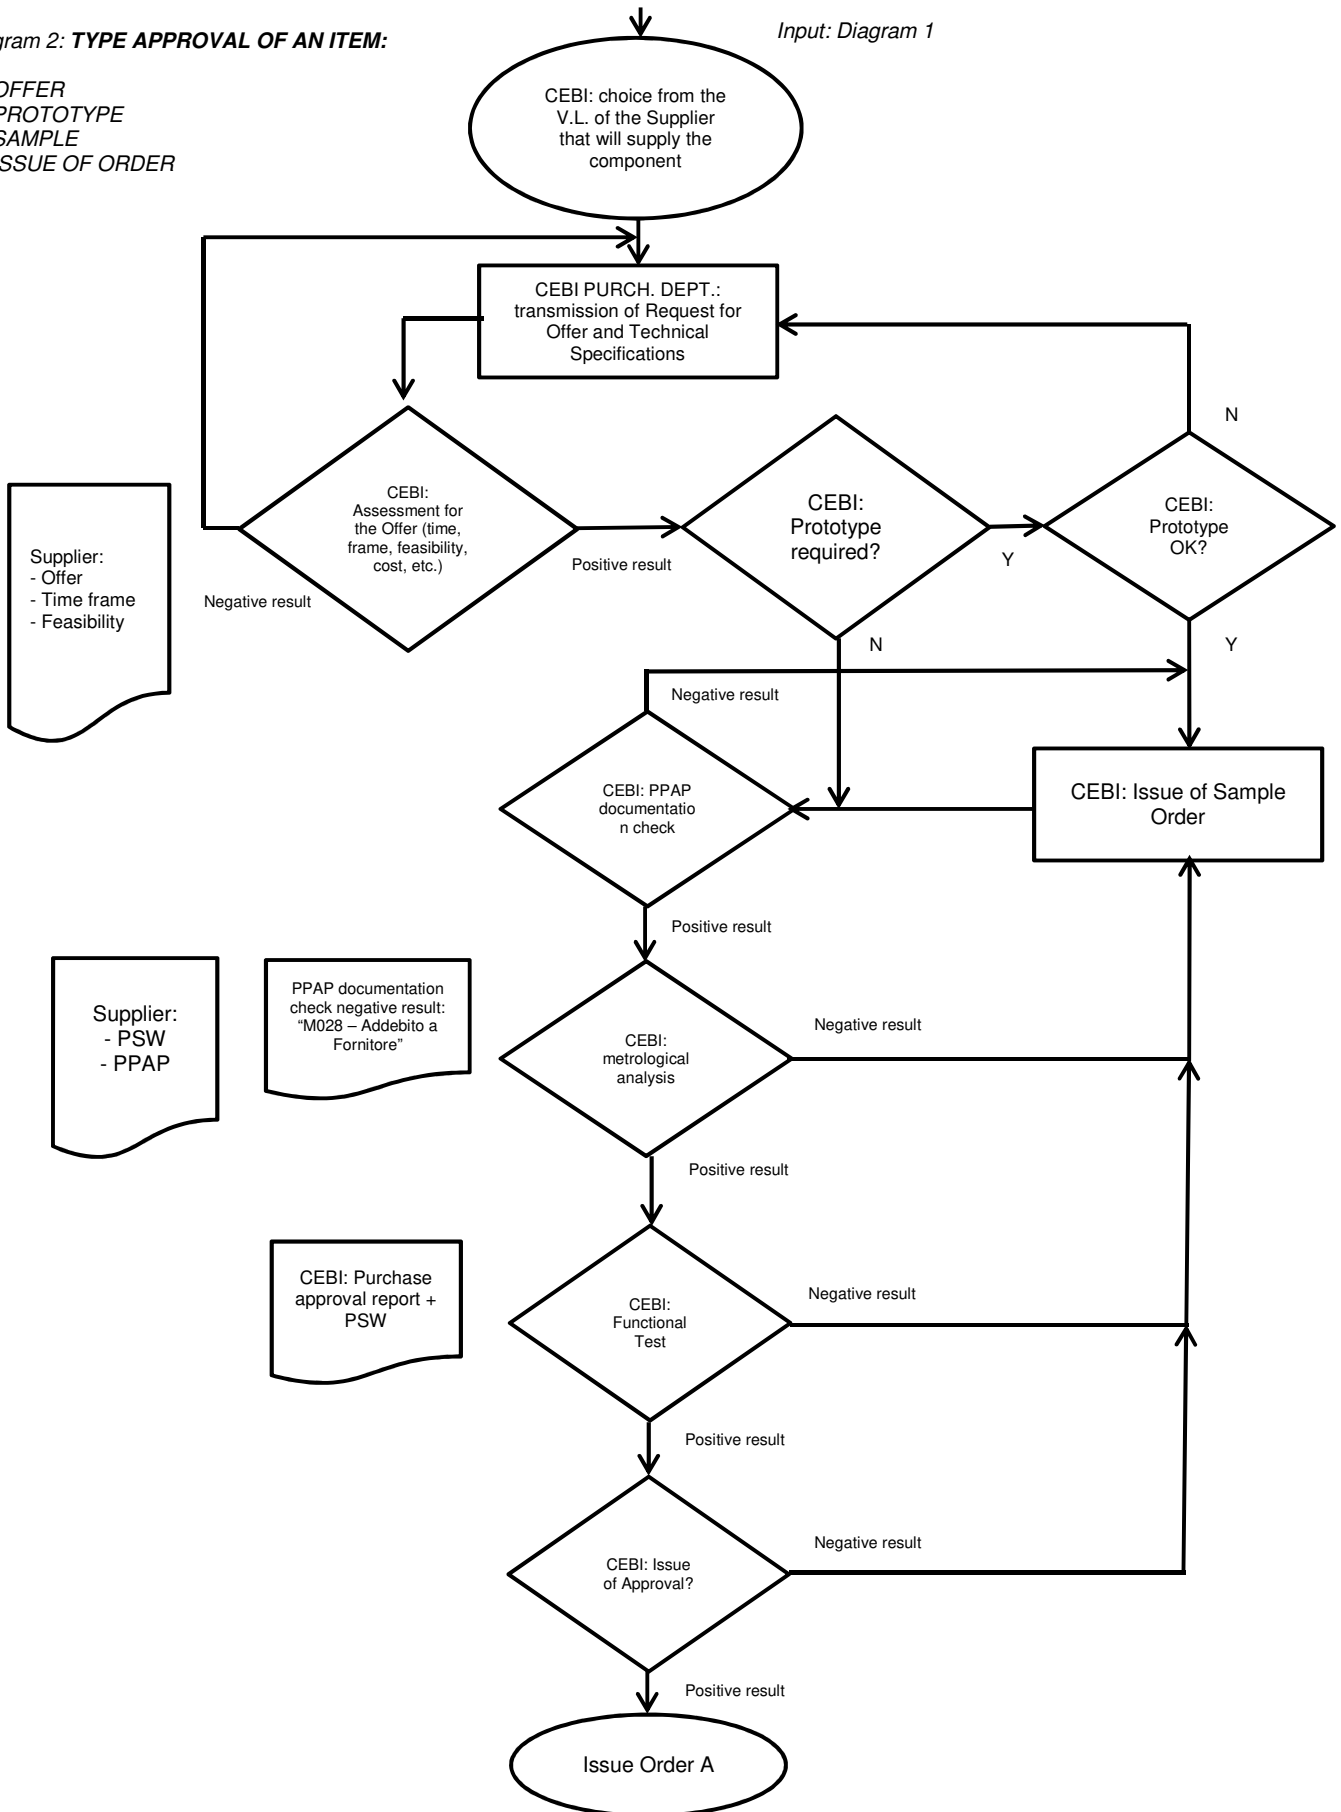 Input: Diagram 1
gram 2: TYPE APPROVAL OF AN ITEM:
OFFER
PROTOTYPE
SAMPLE
ISSUE OF ORDER
CEBI: choice from the
V.L. of the Supplier
that will supply the
component
CEBI PURCH. DEPT.:
transmission of Request for
Offer and Technical
Specifications
N
CEBI:
Assessment for
the Offer (time,
frame, feasibility,
cost, etc.)
CEBI:
Prototype
required?
CEBI:
Prototype
OK?
Supplier:
- Offer
- Time frame
- Feasibility
Positive result
Y
Negative result
N
Y
Negative result
CEBI: PPAP
documentatio
n check
CEBI: Issue of Sample
Order
Positive result
Supplier:
- PSW
- PPAP
PPAP documentation
check negative result:
“M028 – Addebito a
Fornitore”
Negative result
CEBI:
metrological
analysis
Positive result
CEBI: Purchase
approval report +
PSW
Negative result
CEBI:
Functional
Test
Positive result
Negative result
CEBI: Issue
of Approval?
Positive result
Issue Order A